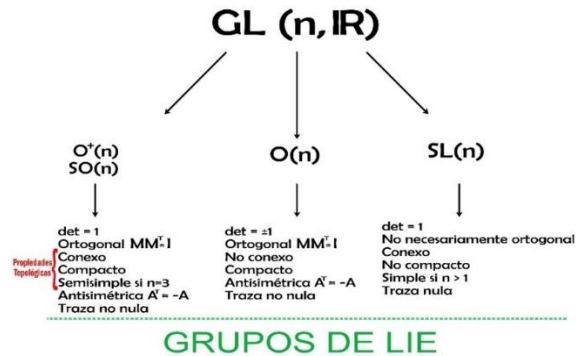 GL (n, IR)
O⁺(n)
SO(n)
O(n)
SL(n)
det = 1
Ortogonal MMᵀ=I
Conexo
Compacto
Semisimple si n=3
Antisimétrica Aᵀ = -A
Traza no nula
Propiedades
Topológicas
det = ±1
Ortogonal MMᵀ=I
No conexo
Compacto
Antisimétrica Aᵀ = -A
Traza no nula
det = 1
No necesariamente ortogonal
Conexo
No compacto
Simple si n > 1
Traza nula
GRUPOS DE LIE